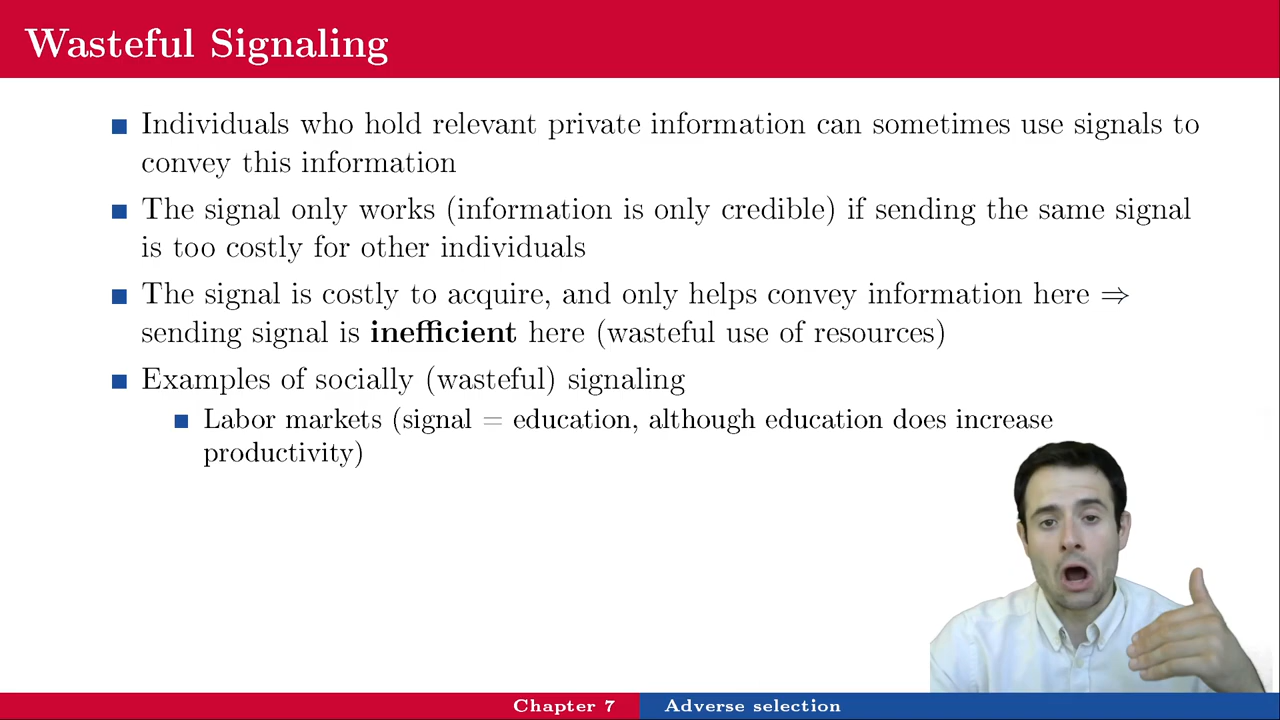 Wasteful Signaling
Individuals who hold relevant private information can sometimes use signals to
convey this information
The signal only works (information is only credible) if sending the same signal
is too costly for other individuals
The signal is costly to acquire, and only helps convey information here ⇒
sending signal is inefficient here (wasteful use of resources)
Examples of socially (wasteful) signaling
Labor markets (signal = education, although education does increase
productivity)
Chapter 7 Adverse selection